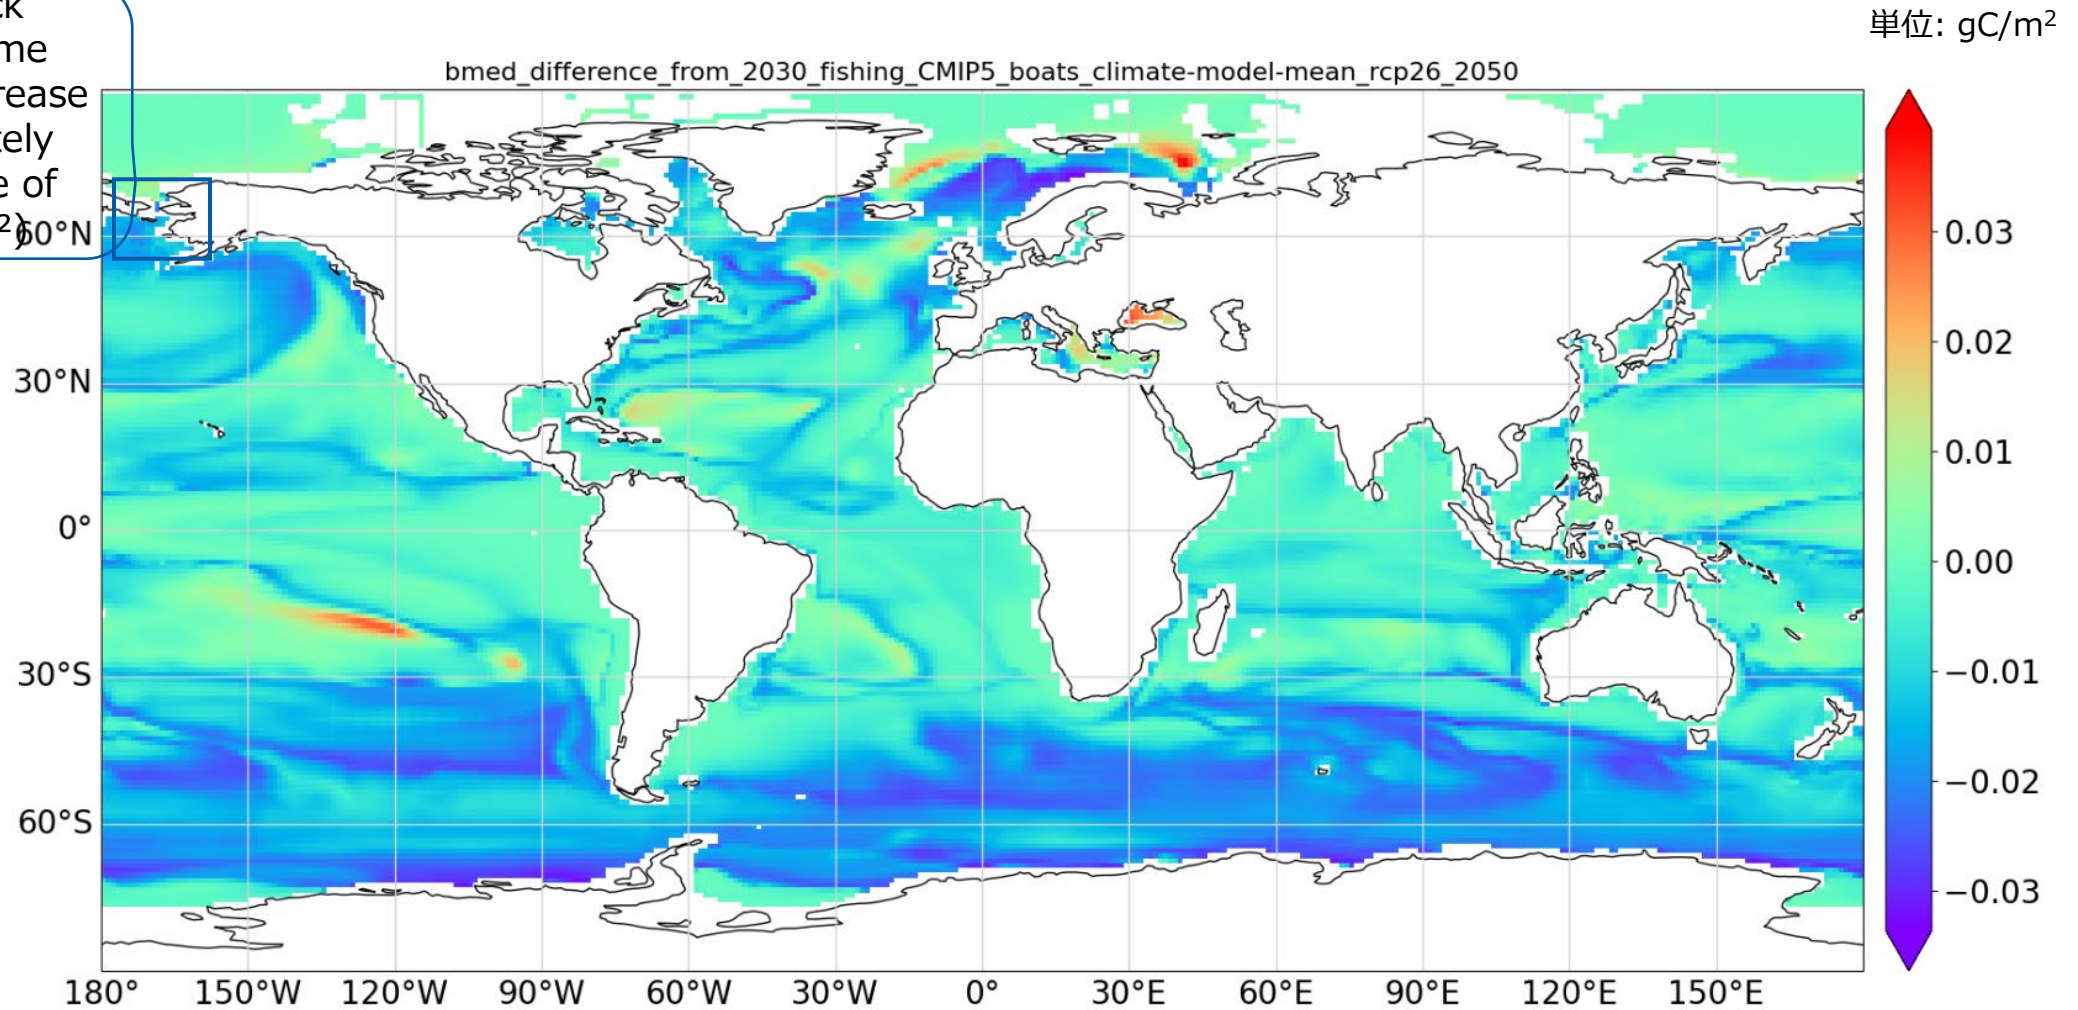 ck
me
rease
tely
e of
²)
単位: gC/m²
bmed_difference_from_2030_fishing_CMIP5_boats_climate-model-mean_rcp26_2050
60°N
30°N
0°
30°S
60°S
180° 150°W 120°W 90°W 60°W 30°W 0° 30°E 60°E 90°E 120°E 150°E
0.03
0.02
0.01
0.00
−0.01
−0.02
−0.03